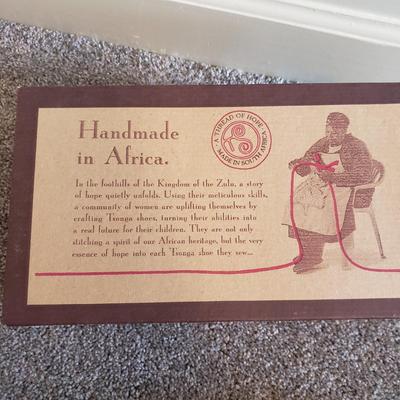 Handmade
in Africa.
A THREAD OF HOPE
MADE IN SOUTH AFRICA
In the foothills of the Kingdom of the Zulu, a story
of hope quietly unfolds. Using their meticulous skills,
a community of women are uplifting themselves by
crafting Tsonga shoes, turning their abilities into
a real future for their children. They are not only
stitching a spirit of our African heritage, but the very
essence of hope into each Tsonga shoe they sew...